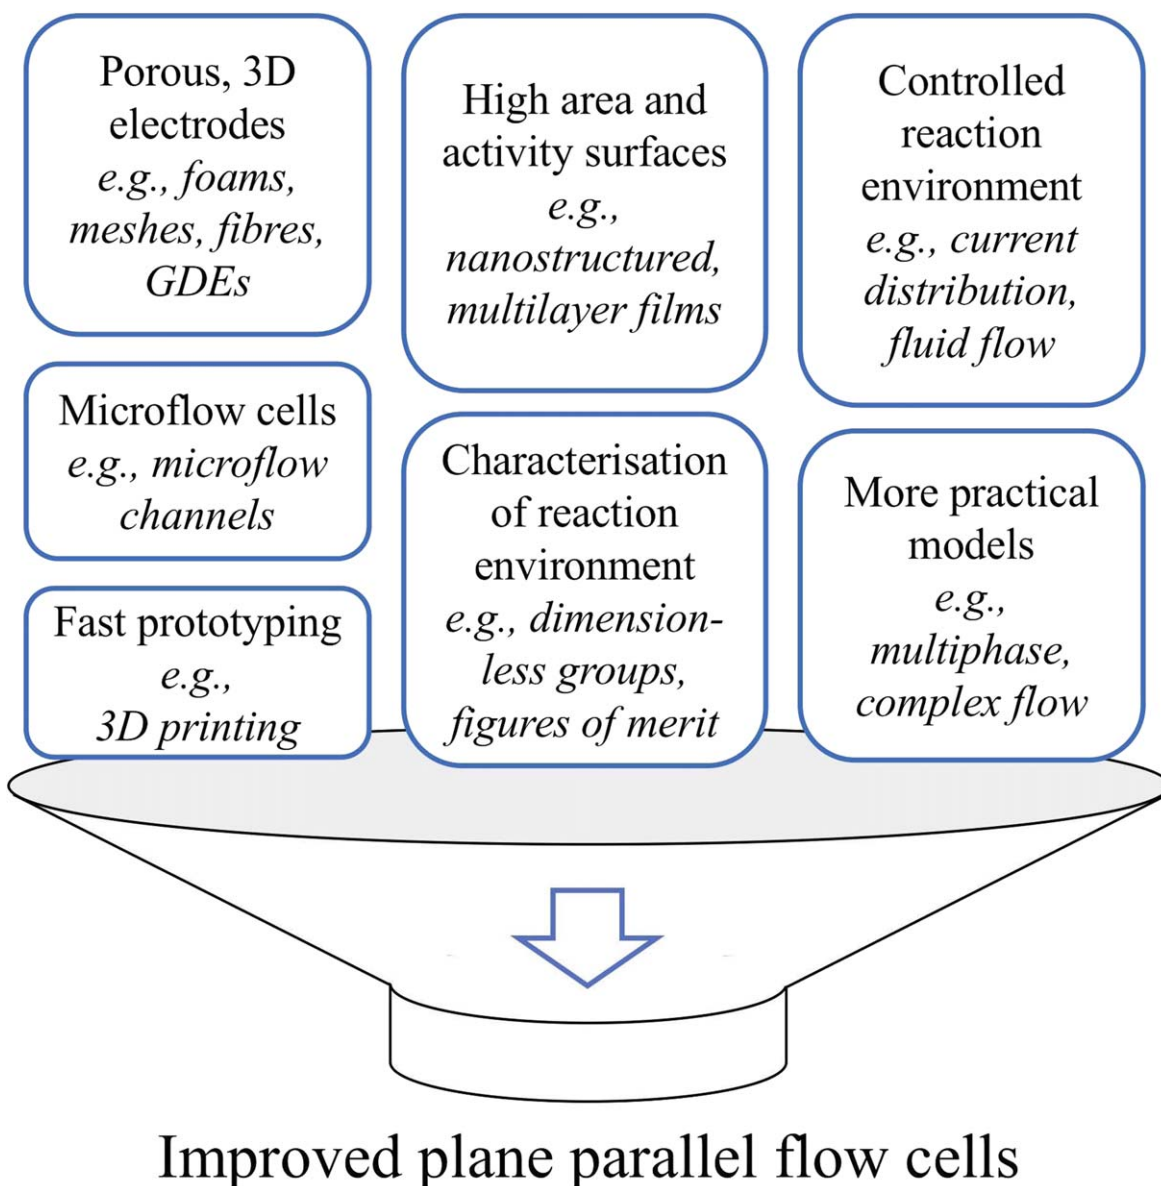 Porous, 3D
electrodes
e.g., foams,
meshes, fibres,
GDEs
Microflow cells
e.g., microflow
channels
Fast prototyping
e.g.,
3D printing
High area and
activity surfaces
e.g.,
nanostructured,
multilayer films
Characterisation
of reaction
environment
e.g., dimension-
less groups,
figures of merit
Controlled
reaction
environment
e.g., current
distribution,
fluid flow
More practical
models
e.g.,
multiphase,
complex flow
Improved plane parallel flow cells